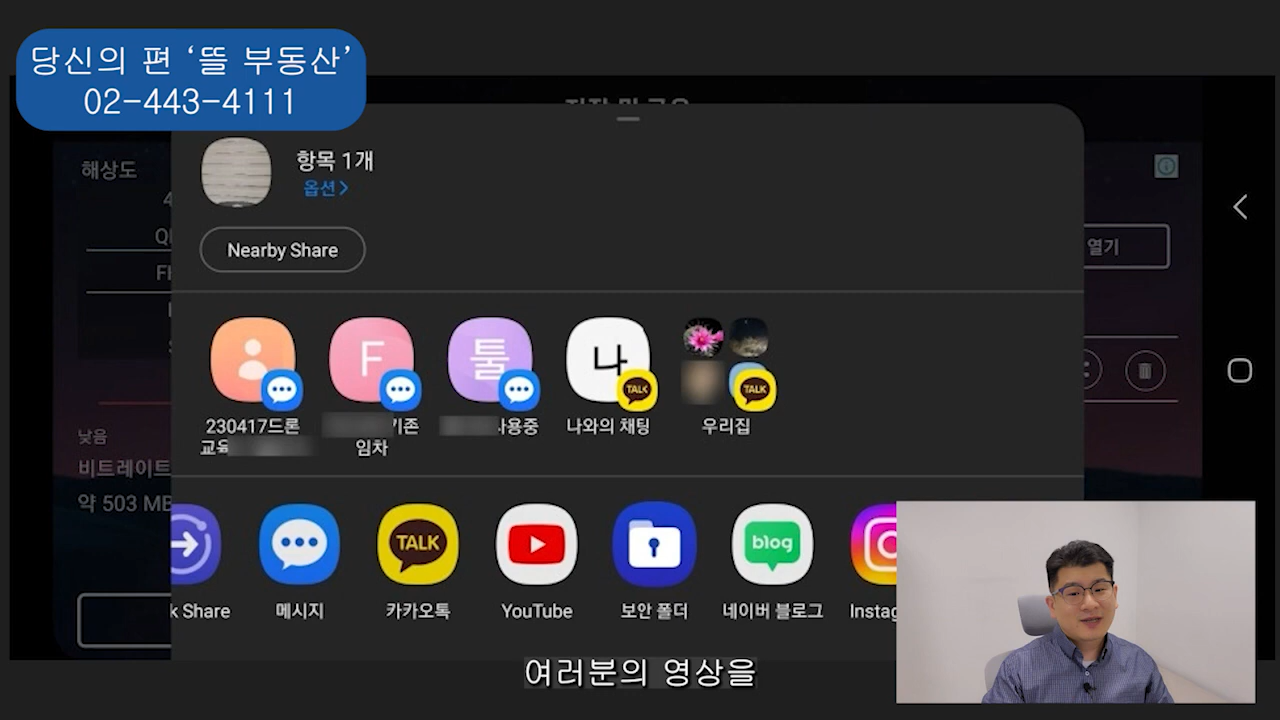 당신의 편 ‘뜰 부동산’
02-443-4111
해상도
항목 1개
옵션
Nearby Share
열기
230417드론
교육
기존
임차
사용중
나와의 채팅
우리집
F
툴
나
TALK
TALK
낮음
비트레이트
약 503 MB
TALK
blog
k Share
메시지
카카오톡
YouTube
보안 폴더
네이버 블로그
Instag
여러분의 영상을